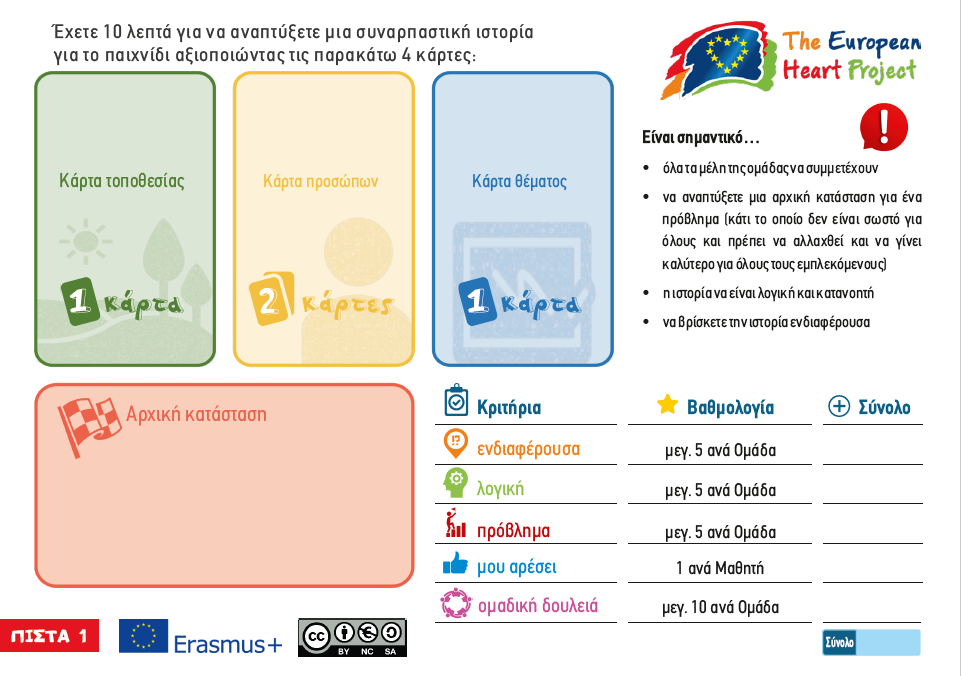 Έχετε 10 λεπτά για να αναπτύξετε μια συναρπαστική ιστορία
για το παιχνίδι αξιοποιώντας τις παρακάτω 4 κάρτες:
The European
Heart Project
Κάρτα τοποθεσίας
1 κάρτα
Κάρτα προσώπων
2 κάρτες
Κάρτα θέματος
1 κάρτα
!
Είναι σημαντικό...
• όλα τα μέλη της ομάδας να συμμετέχουν
• να αναπτύξετε μια αρχική κατάσταση για ένα
πρόβλημα (κάτι το οποίο δεν είναι σωστό για
όλους και πρέπει να αλλαχθεί και να γίνει
καλύτερο για όλους τους εμπλεκόμενους)
• η ιστορία να είναι λογική και κατανοητή
• να βρίσκετε την ιστορία ενδιαφέρουσα
Αρχική κατάσταση
Κριτήρια Βαθμολογία Σύνολο
ενδιαφέρουσα μεγ. 5 ανά Ομάδα
λογική μεγ. 5 ανά Ομάδα
πρόβλημα μεγ. 5 ανά Ομάδα
μου αρέσει 1 ανά Μαθητή
ομαδική δουλειά μεγ. 10 ανά Ομάδα
Σύνολο
ΠΙΣΤΑ 1
Erasmus+
cc BY NC SA